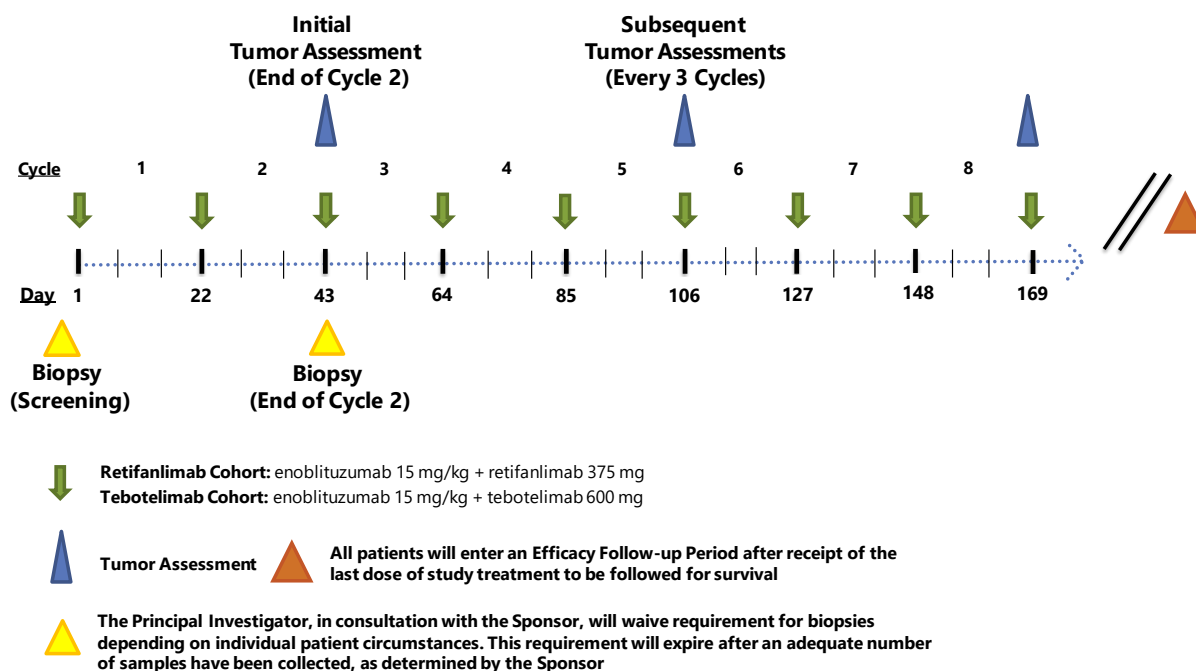 Initial
Tumor Assessment
(End of Cycle 2)
Subsequent
Tumor Assessments
(Every 3 Cycles)
Cycle 1 2 3 4 5 6 7 8
Day 1 22 43 64 85 106 127 148 169
Biopsy
(Screening)
Biopsy
(End of Cycle 2)
Retifanlimab Cohort: enoblituzumab 15 mg/kg + retifanlimab 375 mg
Tebotelimab Cohort: enoblituzumab 15 mg/kg + tebotelimab 600 mg
Tumor Assessment
All patients will enter an Efficacy Follow-up Period after receipt of the
last dose of study treatment to be followed for survival
The Principal Investigator, in consultation with the Sponsor, will waive requirement for biopsies
depending on individual patient circumstances. This requirement will expire after an adequate number
of samples have been collected, as determined by the Sponsor